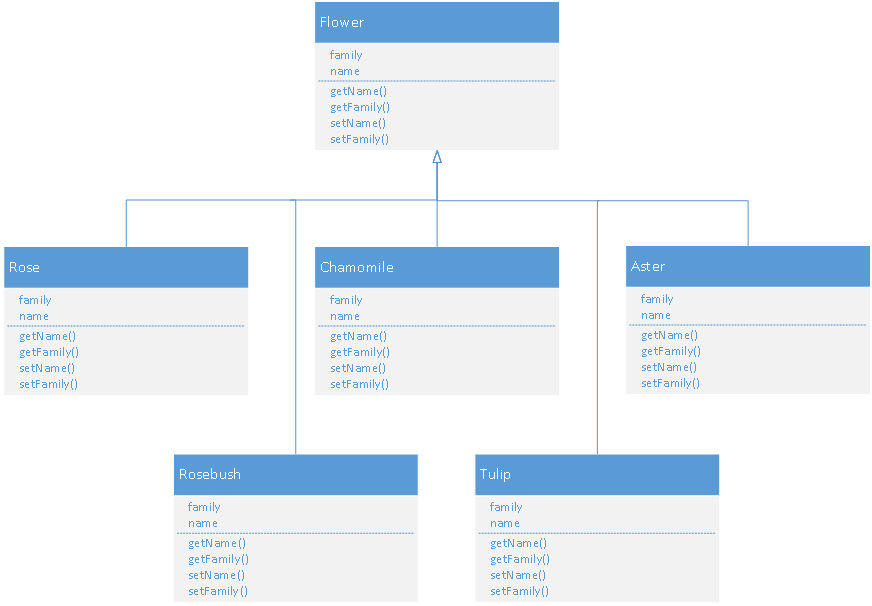 Flower
family
name
getName()
getFamily()
setName()
setFamily()
Rose
family
name
getName()
getFamily()
setName()
setFamily()
Chamomile
family
name
getName()
getFamily()
setName()
setFamily()
Aster
family
name
getName()
getFamily()
setName()
setFamily()
Rosebush
family
name
getName()
getFamily()
setName()
setFamily()
Tulip
family
name
getName()
getFamily()
setName()
setFamily()